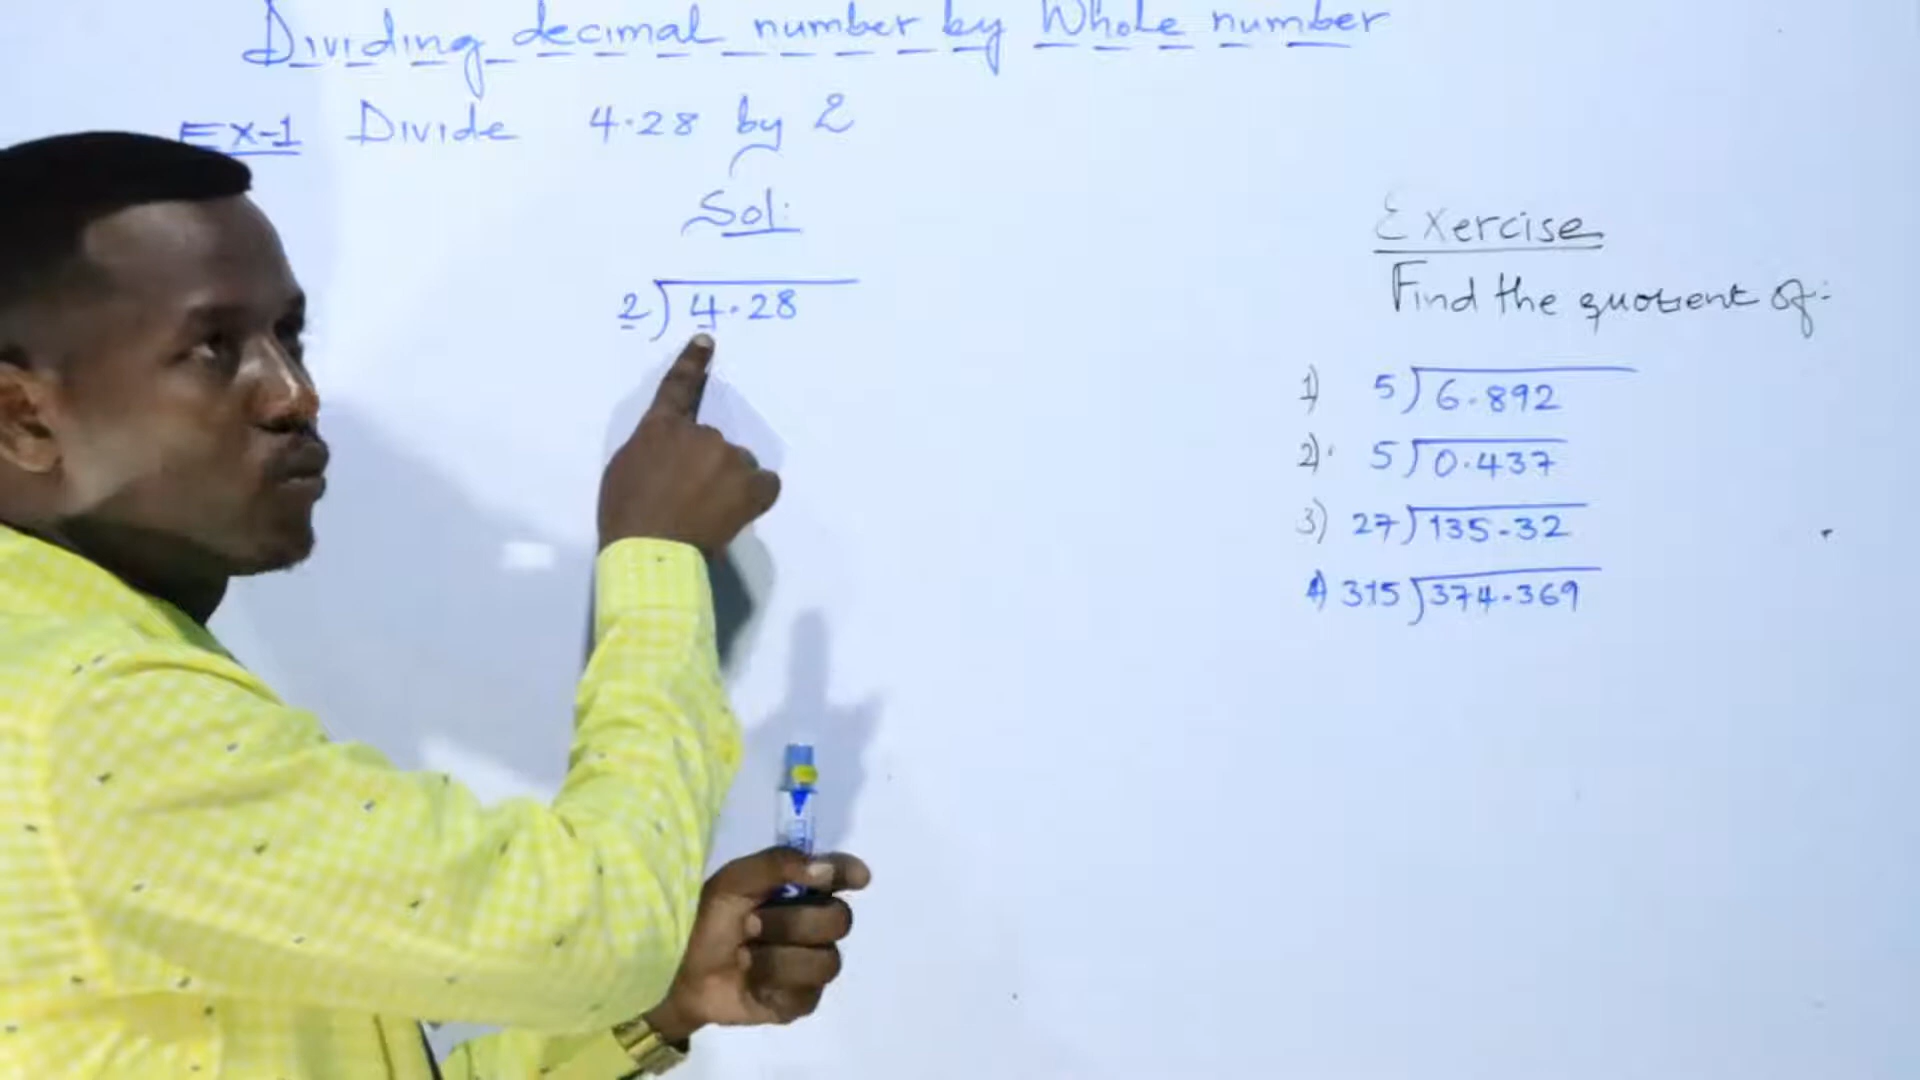 Dividing decimal number by Whole number
EX-1 Divide 4.28 by 2
Sol:
2) 4.28
Exercise
Find the quotient of:
1) 5) 6.892
2). 5) 0.437
3) 27) 135.32
4) 315) 374.369